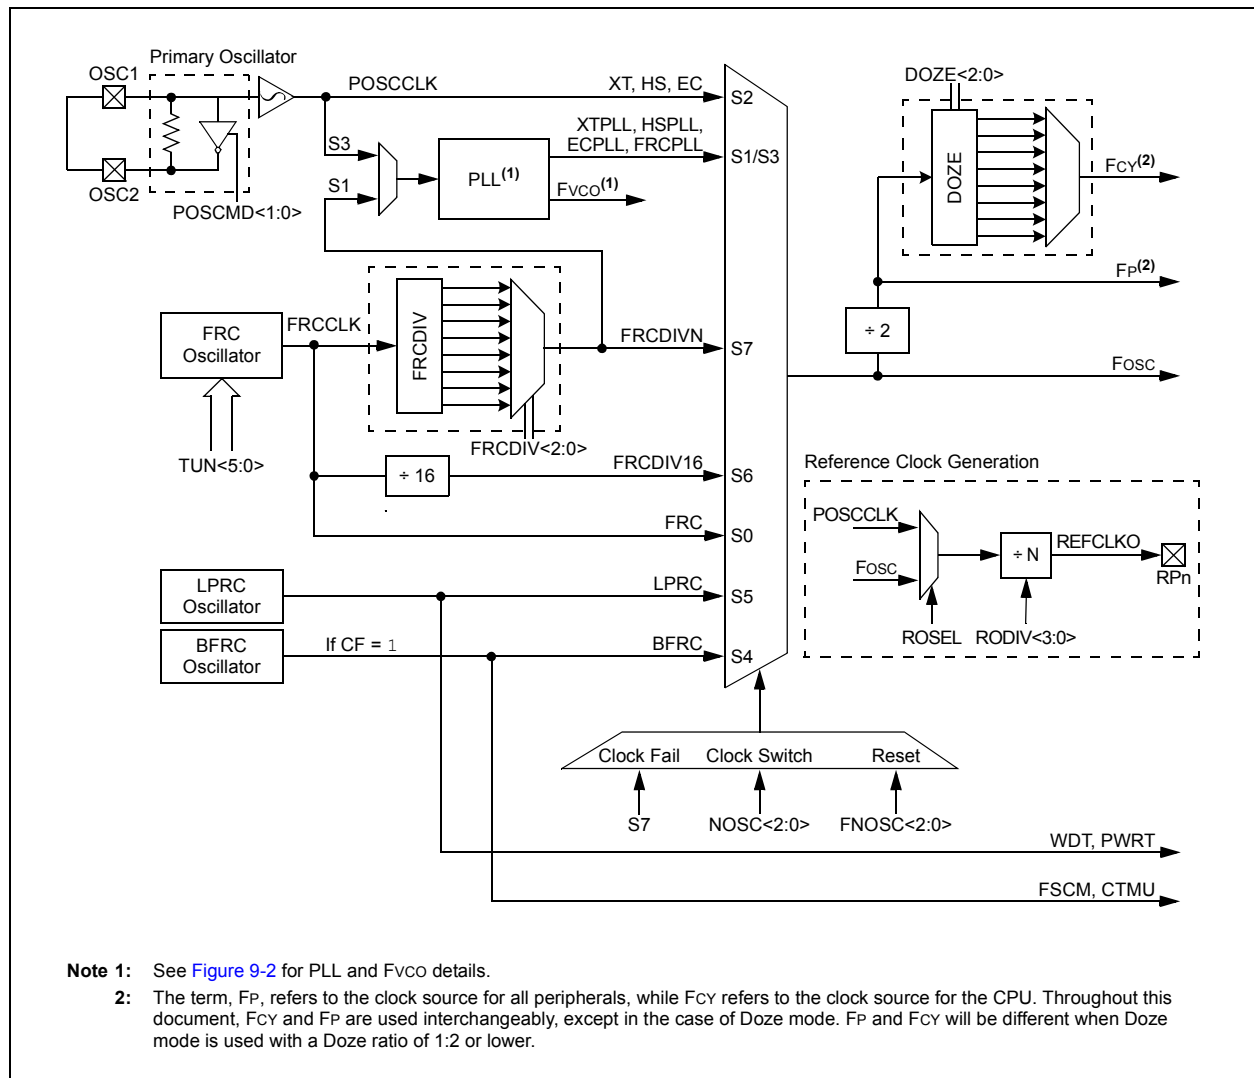 Primary Oscillator
OSC1
OSC2
POSCMD<1:0>
POSCCLK
XT, HS, EC
S2
S3
S1
PLL(1)
XTPLL, HSPLL,
ECPLL, FRCPLL
S1/S3
FVCO(1)
DOZE<2:0>
DOZE
FCY(2)
FP(2)
÷ 2
FOSC
FRC
Oscillator
FRCCLK
TUN<5:0>
FRCDIV
FRCDIV<2:0>
FRCDIVN
S7
÷ 16
FRCDIV16
S6
FRC
S0
LPRC
Oscillator
LPRC
S5
BFRC
Oscillator
If CF = 1
BFRC
S4
Reference Clock Generation
POSCCLK
FOSC
÷ N
REFCLKO
RPn
ROSEL
RODIV<3:0>
Clock Fail
Clock Switch
Reset
S7
NOSC<2:0>
FNOSC<2:0>
WDT, PWRT
FSCM, CTMU
Note 1: See Figure 9-2 for PLL and FVCO details.
2: The term, FP, refers to the clock source for all peripherals, while FCY refers to the clock source for the CPU. Throughout this
document, FCY and FP are used interchangeably, except in the case of Doze mode. FP and FCY will be different when Doze
mode is used with a Doze ratio of 1:2 or lower.